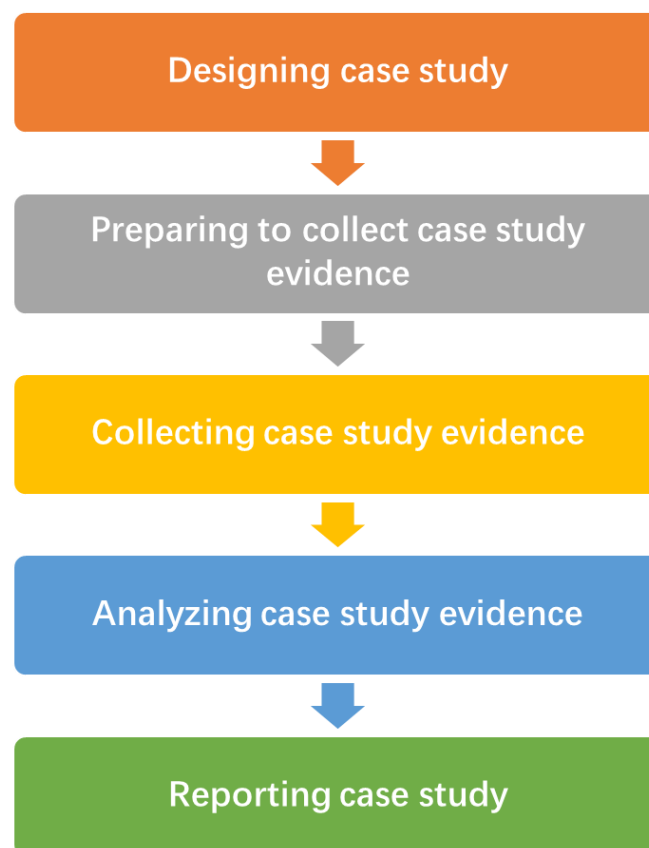 Designing case study
Preparing to collect case study
evidence
Collecting case study evidence
Analyzing case study evidence
Reporting case study